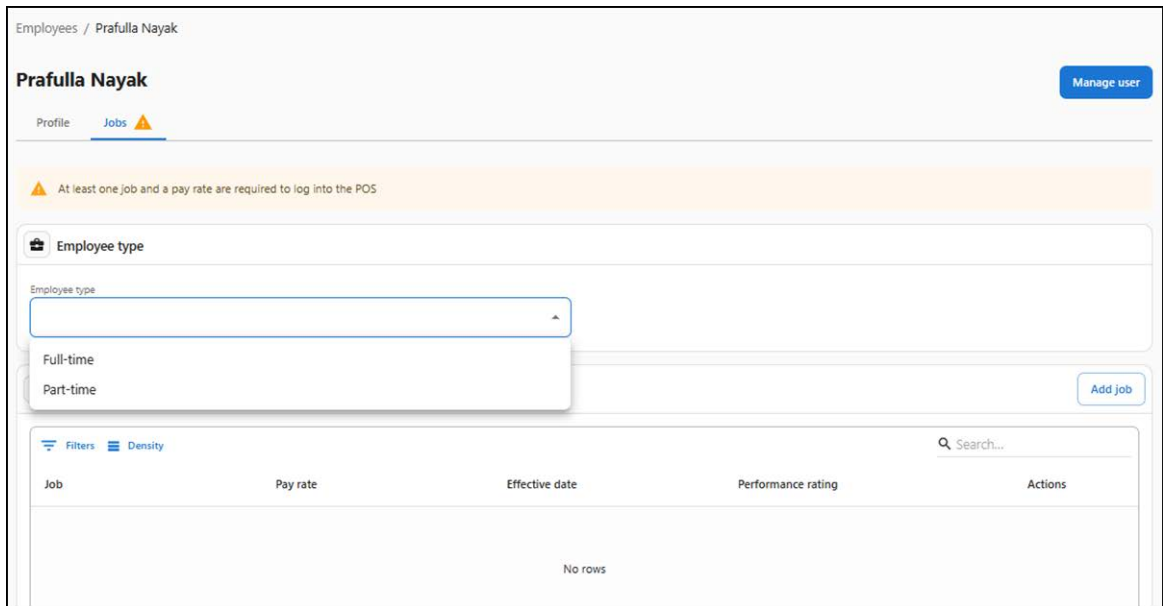 Employees / Prafulla Nayak
Prafulla Nayak
Manage user
Profile Jobs
At least one job and a pay rate are required to log into the POS
Employee type
Employee type
Full-time
Part-time
Add job
Filters Density Search...
Job Pay rate Effective date Performance rating Actions
No rows